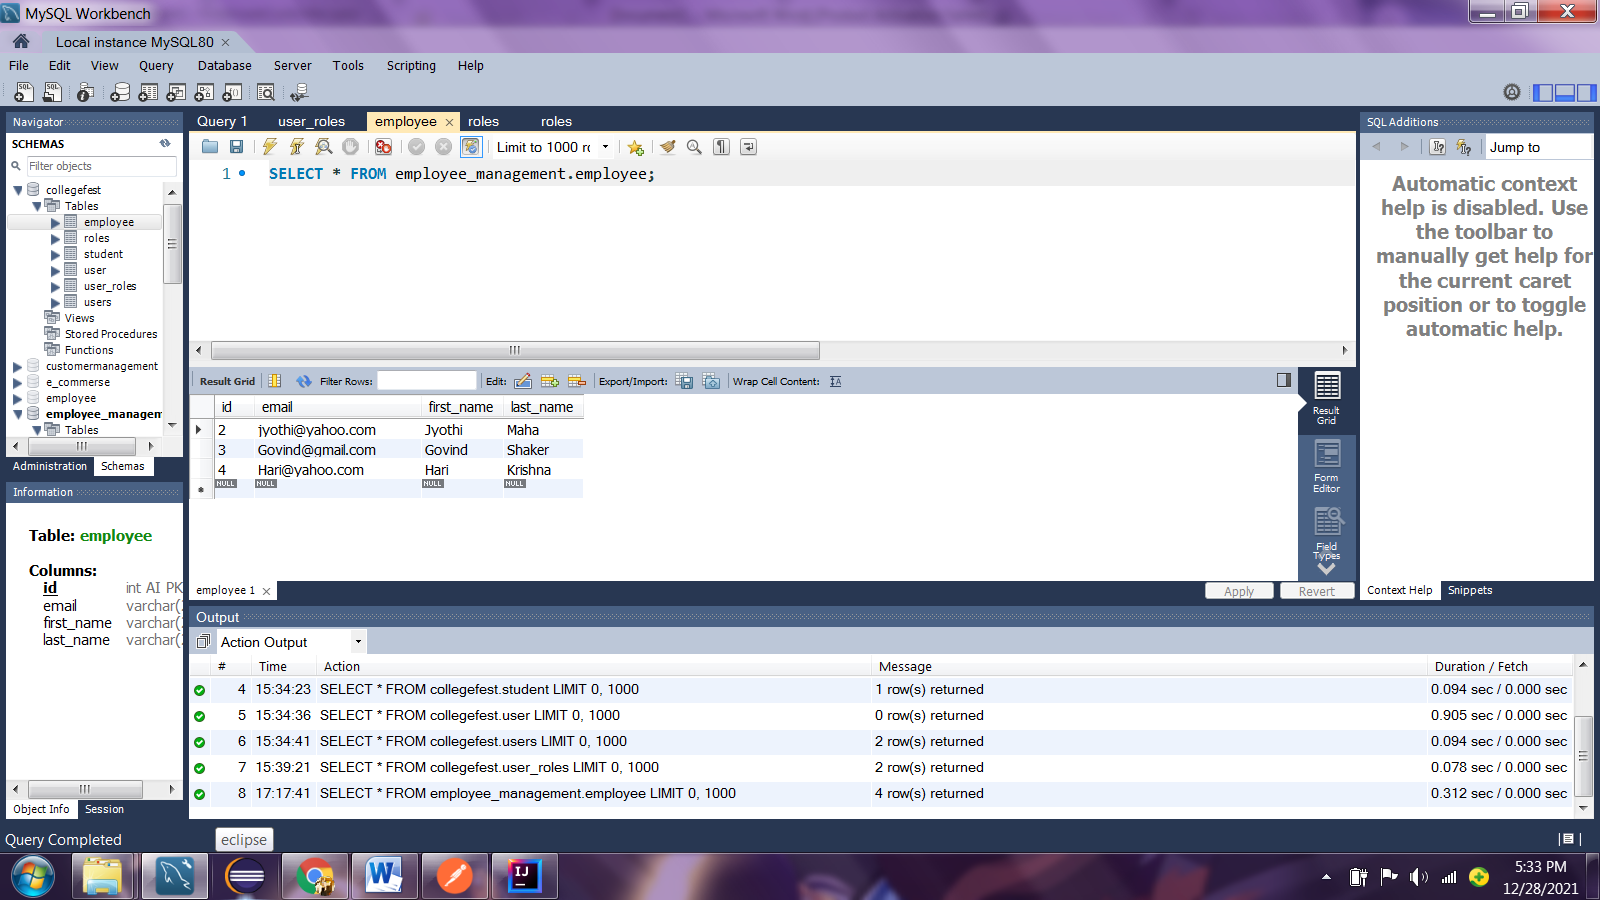 MySQL Workbench
Local instance MySQL80
File Edit View Query Database Server Tools Scripting Help
Navigator
SCHEMAS
Filter objects
collegefest
Tables
employee
roles
student
user
user_roles
users
Views
Stored Procedures
Functions
customermanagement
e_commerse
employee
employee_managem
Tables
Administration Schemas
Information
Table: employee
Columns:
id int AI PK
email varchar(
first_name varchar(
last_name varchar(
Object Info Session
Query 1 user_roles employee roles roles
Limit to 1000 r
1 SELECT * FROM employee_management.employee;
Result Grid Filter Rows: Edit: Export/Import: Wrap Cell Content:
id email first_name last_name
2 jyothi@yahoo.com Jyothi Maha
3 Govind@gmail.com Govind Shaker
4 Hari@yahoo.com Hari Krishna
NULL NULL NULL NULL
Result Grid
Form Editor
Field Types
employee 1
Apply Revert
SQL Additions
Jump to
Automatic context
help is disabled. Use
the toolbar to
manually get help for
the current caret
position or to toggle
automatic help.
Context Help Snippets
Output
Action Output
# Time Action Message Duration / Fetch
4 15:34:23 SELECT * FROM collegefest.student LIMIT 0, 1000 1 row(s) returned 0.094 sec / 0.000 sec
5 15:34:36 SELECT * FROM collegefest.user LIMIT 0, 1000 0 row(s) returned 0.905 sec / 0.000 sec
6 15:34:41 SELECT * FROM collegefest.users LIMIT 0, 1000 2 row(s) returned 0.094 sec / 0.000 sec
7 15:39:21 SELECT * FROM collegefest.user_roles LIMIT 0, 1000 2 row(s) returned 0.078 sec / 0.000 sec
8 17:17:41 SELECT * FROM employee_management.employee LIMIT 0, 1000 4 row(s) returned 0.312 sec / 0.000 sec
Query Completed
eclipse
5:33 PM
12/28/2021